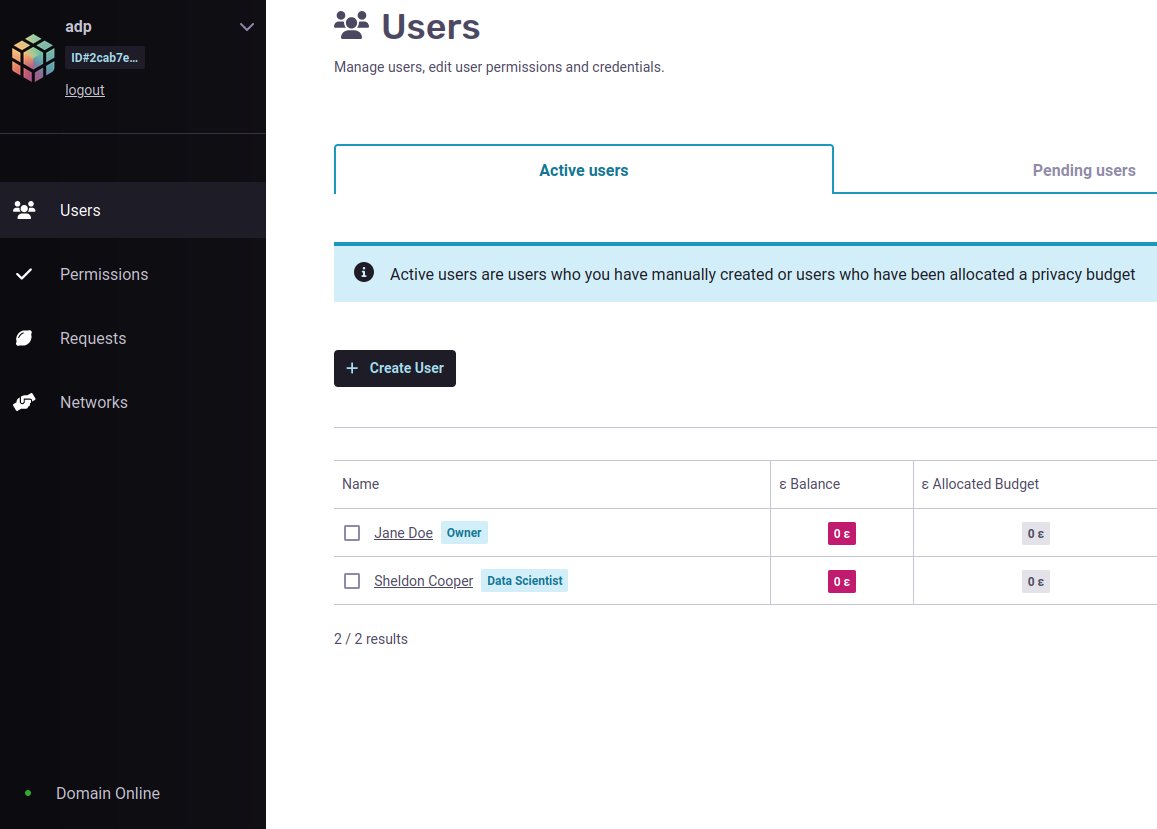 adp
ID#2cab7e...
logout
Users
Permissions
Requests
Networks
Domain Online
Users
Manage users, edit user permissions and credentials.
Active users
Pending users
Active users are users who you have manually created or users who have been allocated a privacy budget
+ Create User
Name ε Balance ε Allocated Budget
Jane Doe Owner 0 ε 0 ε
Sheldon Cooper Data Scientist 0 ε 0 ε
2 / 2 results